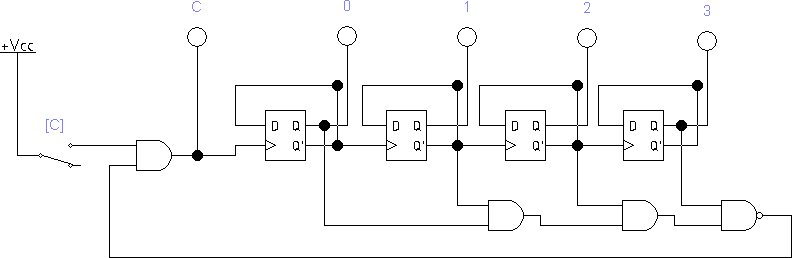 C 0 1 2 3
+Vcc
[C]
D Q D Q D Q D Q
Q' Q' Q' Q'